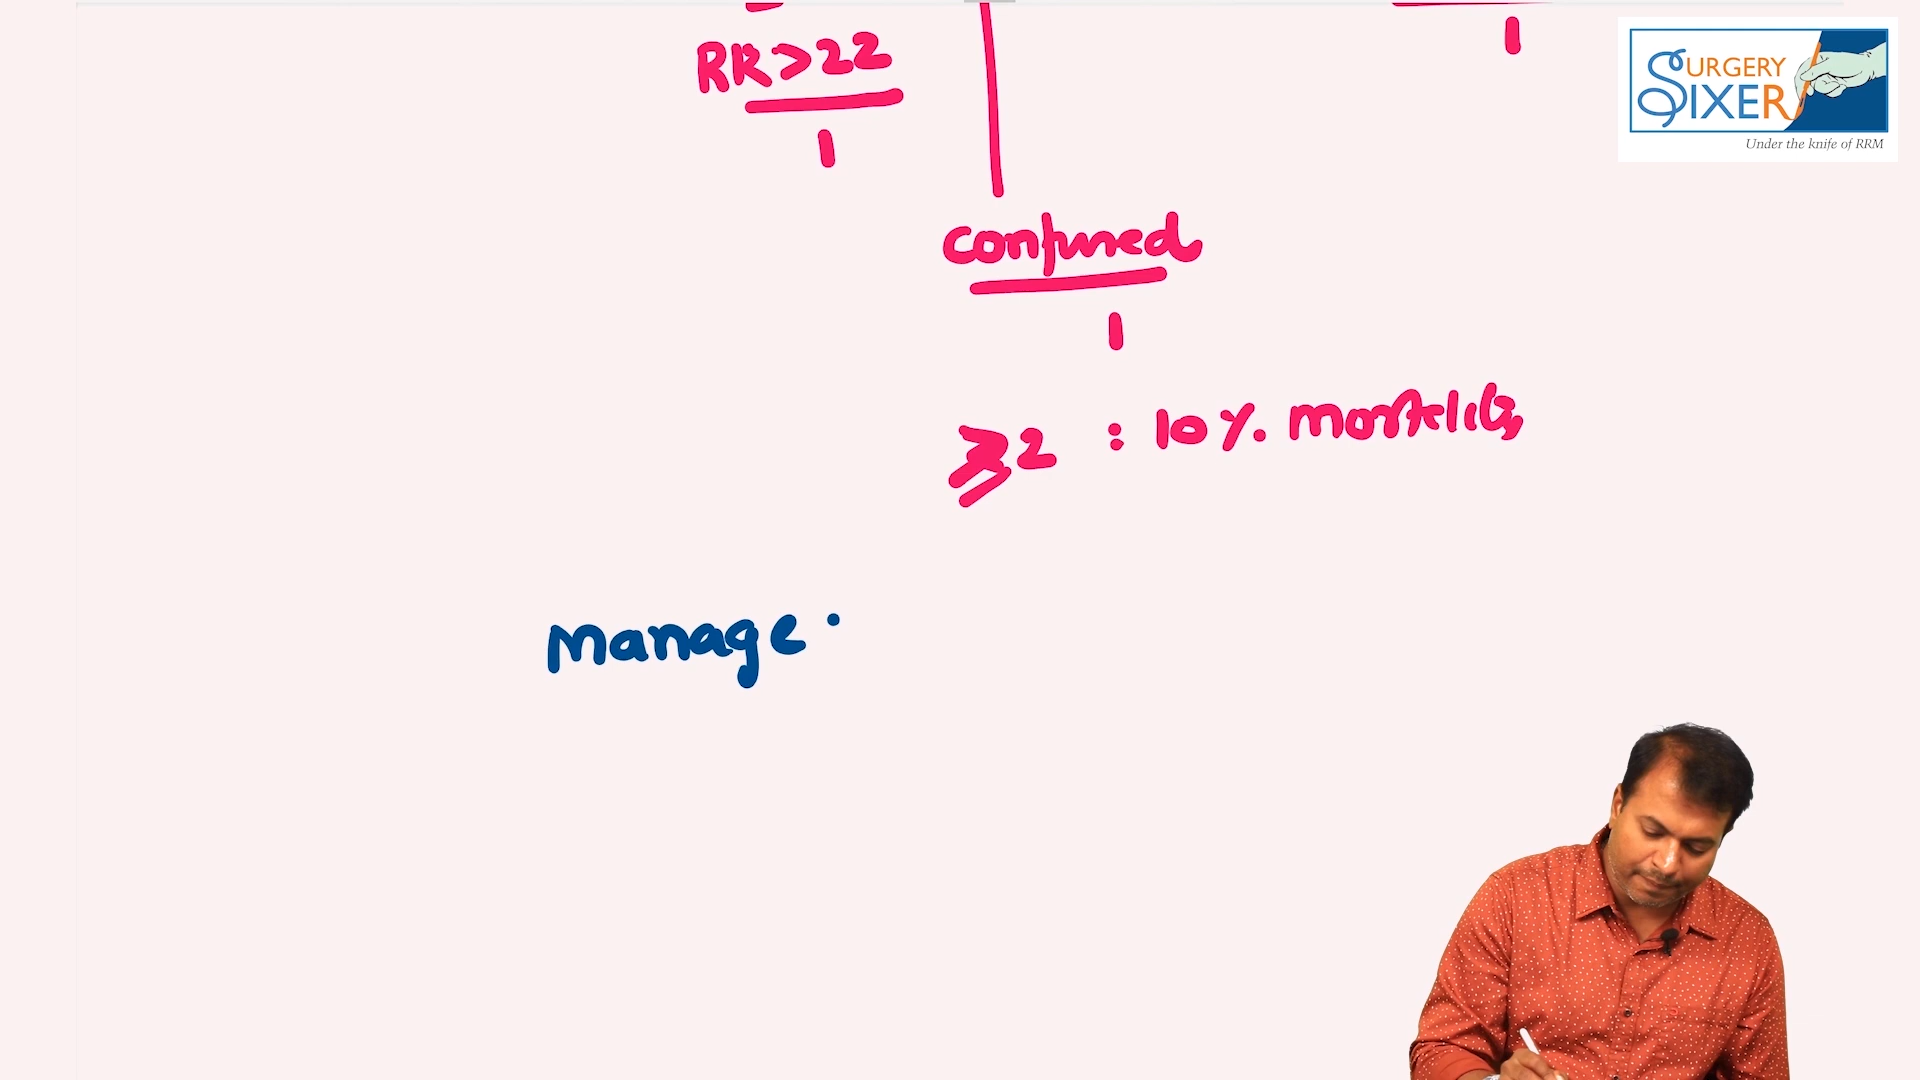 RR>22
1
1
confused
1
≥2 : 10% mortality
manage.
SURGERY
SIXER
Under the knife of RRM